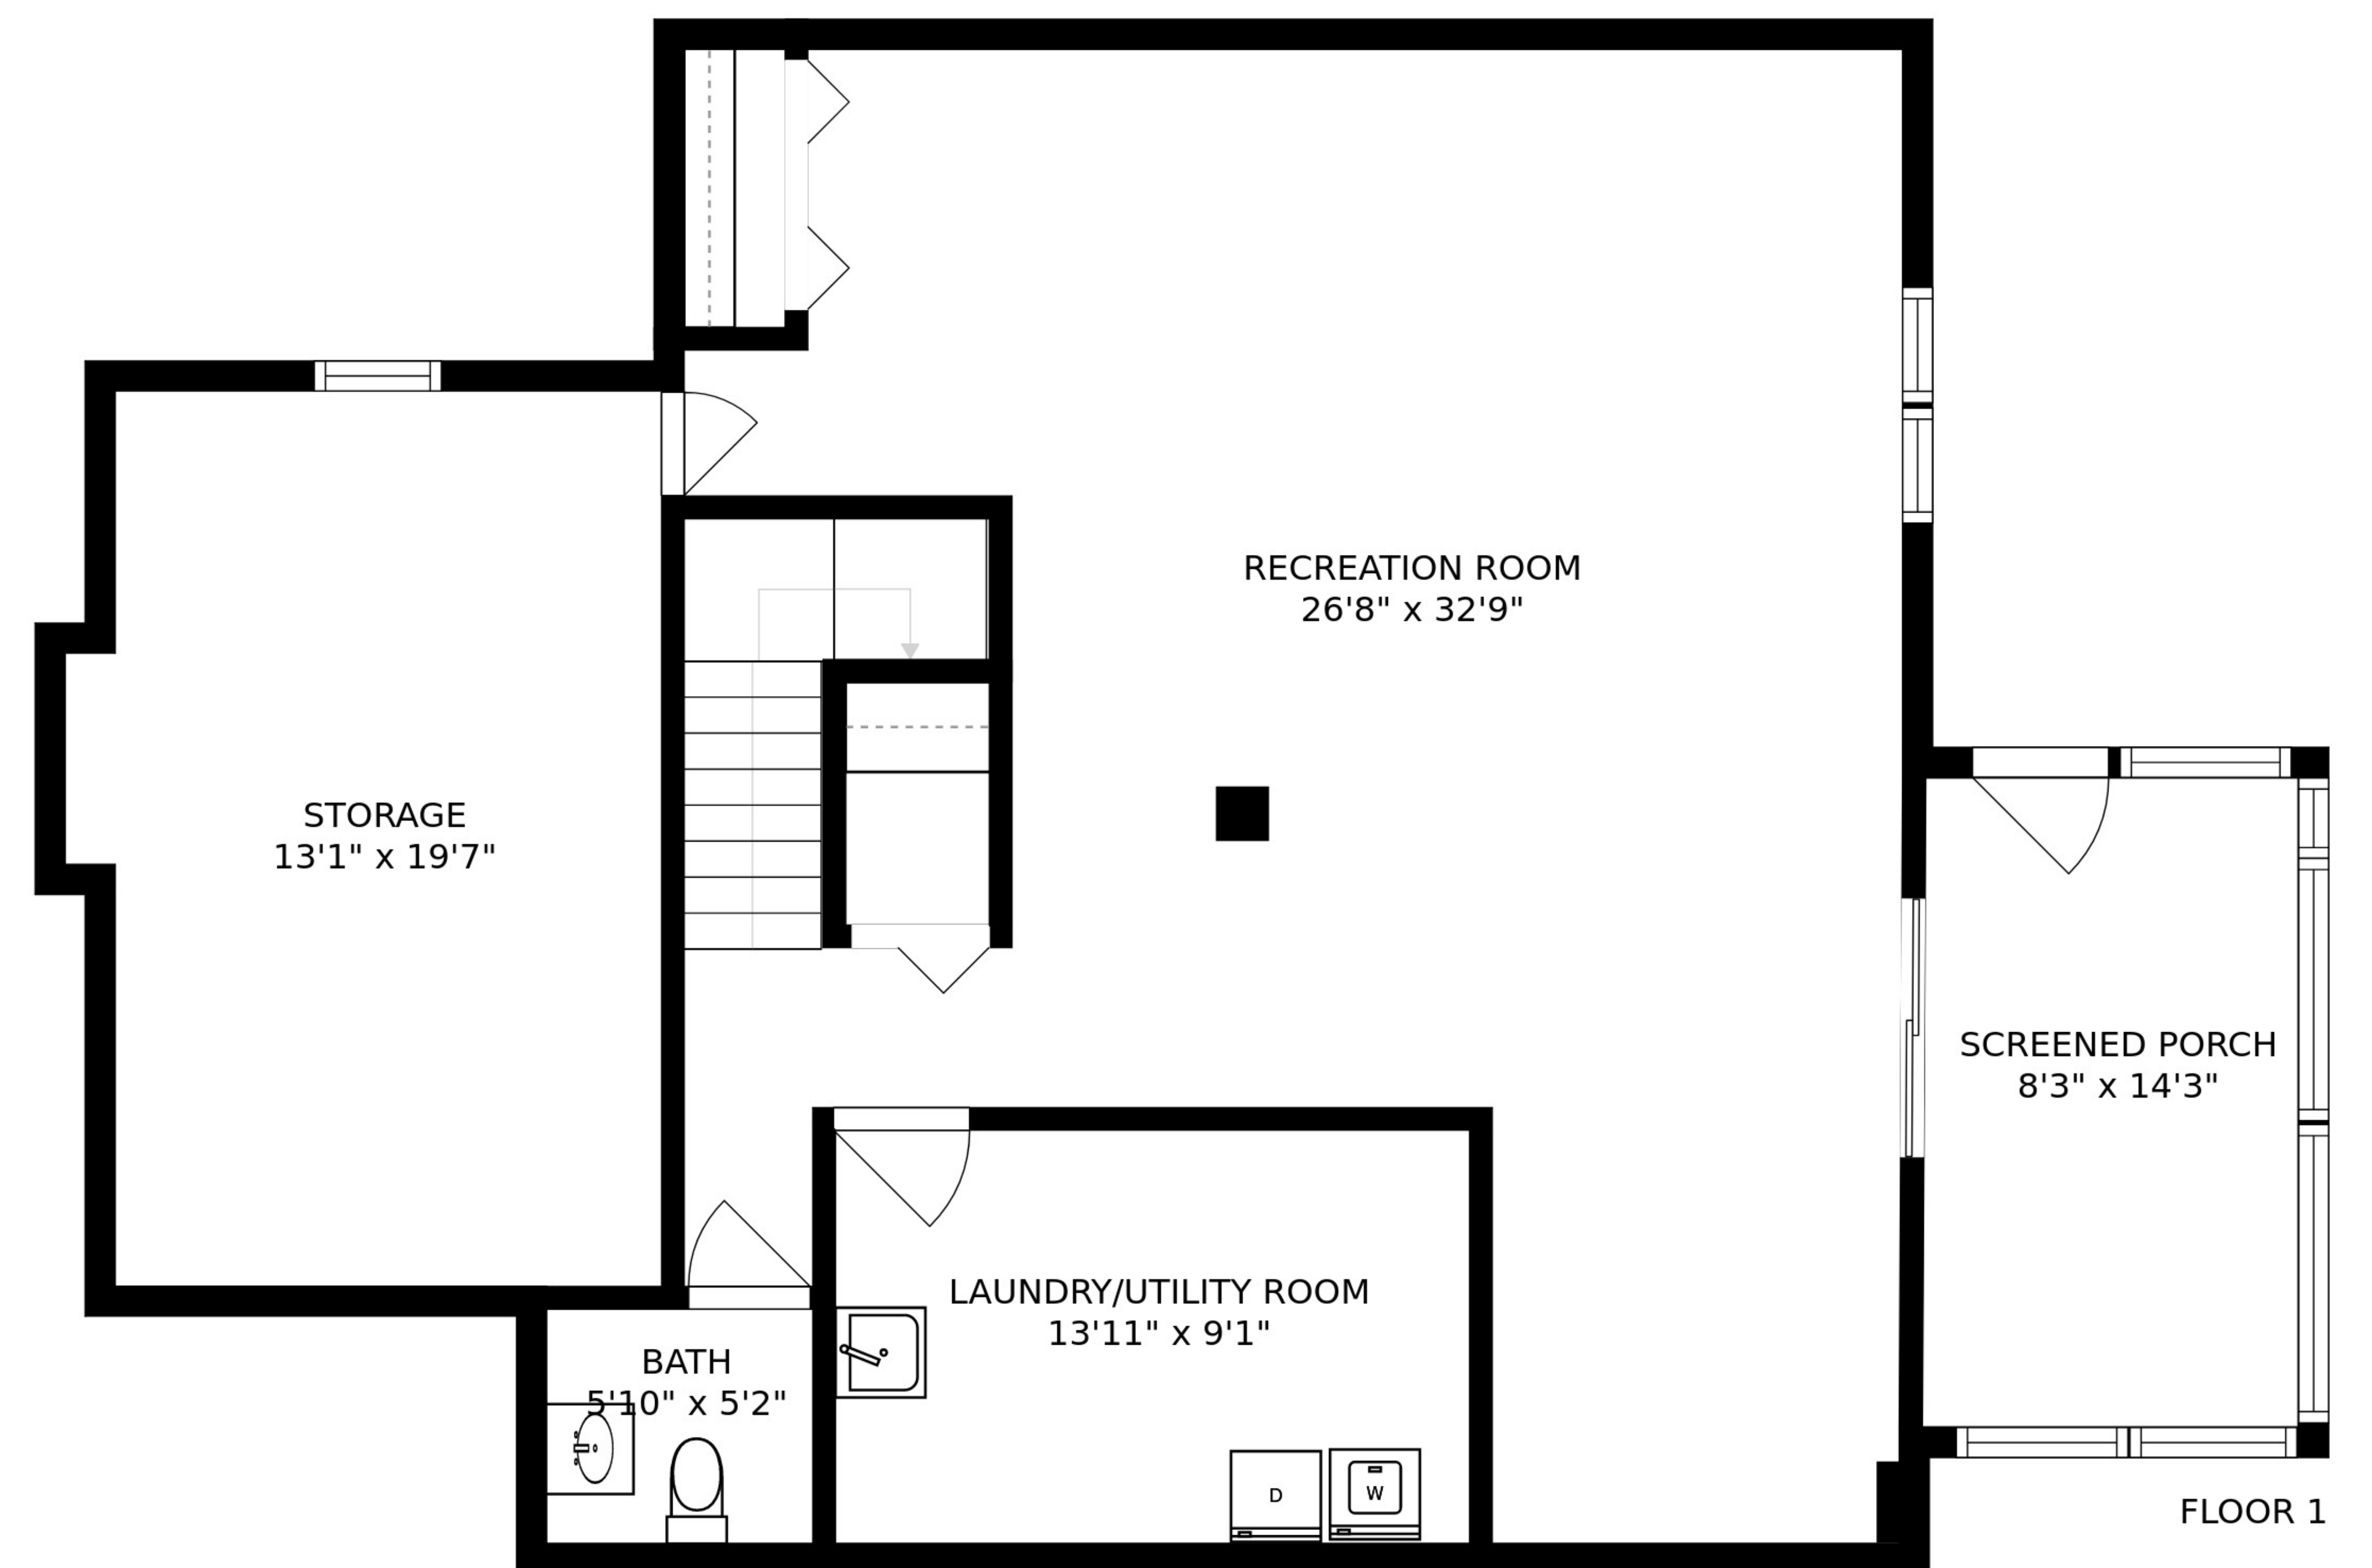 RECREATION ROOM
26'8" x 32'9"
STORAGE
13'1" x 19'7"
SCREENED PORCH
8'3" x 14'3"
LAUNDRY/UTILITY ROOM
13'11" x 9'1"
BATH
5'10" x 5'2"
D
W
FLOOR 1